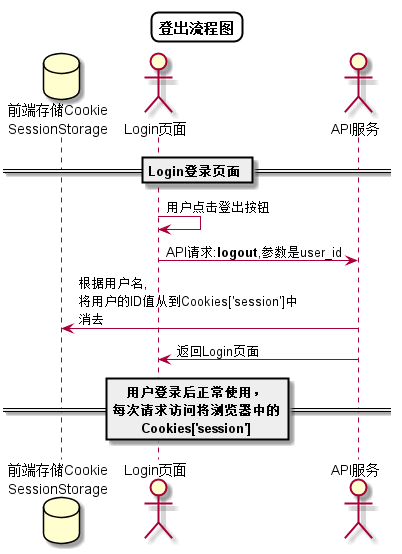 登出流程图
前端存储Cookie
SessionStorage
Login页面
API服务
Login登录页面
用户点击登出按钮
API请求:logout,参数是user_id
根据用户名,
将用户的ID值从到Cookies['session']中
消去
返回Login页面
用户登录后正常使用，
每次请求访问将浏览器中的
Cookies['session']
前端存储Cookie
SessionStorage
Login页面
API服务